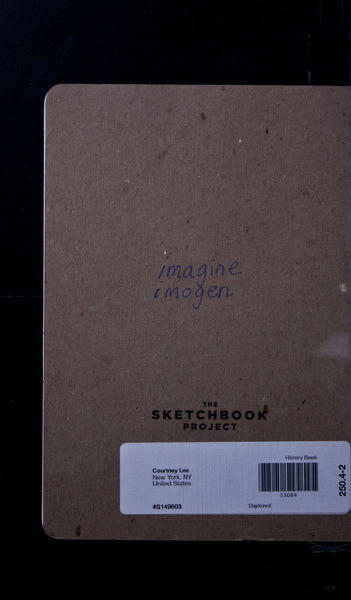 imagine
imogen
THE
SKETCHBOOK
PROJECT
History Book
Courtney Lee
New York, NY
United States
33084
#S149603
Digitized
250.4-2